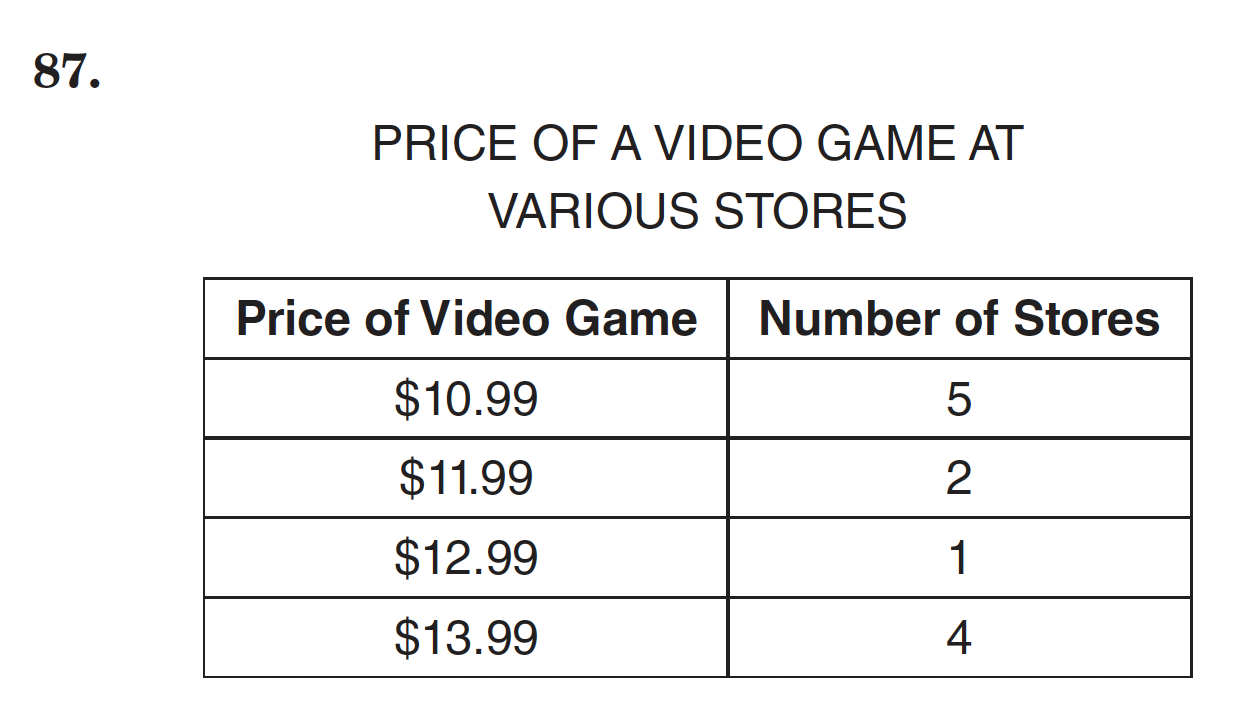 87.
PRICE OF A VIDEO GAME AT
VARIOUS STORES
Price of Video Game Number of Stores
$10.99 5
$11.99 2
$12.99 1
$13.99 4